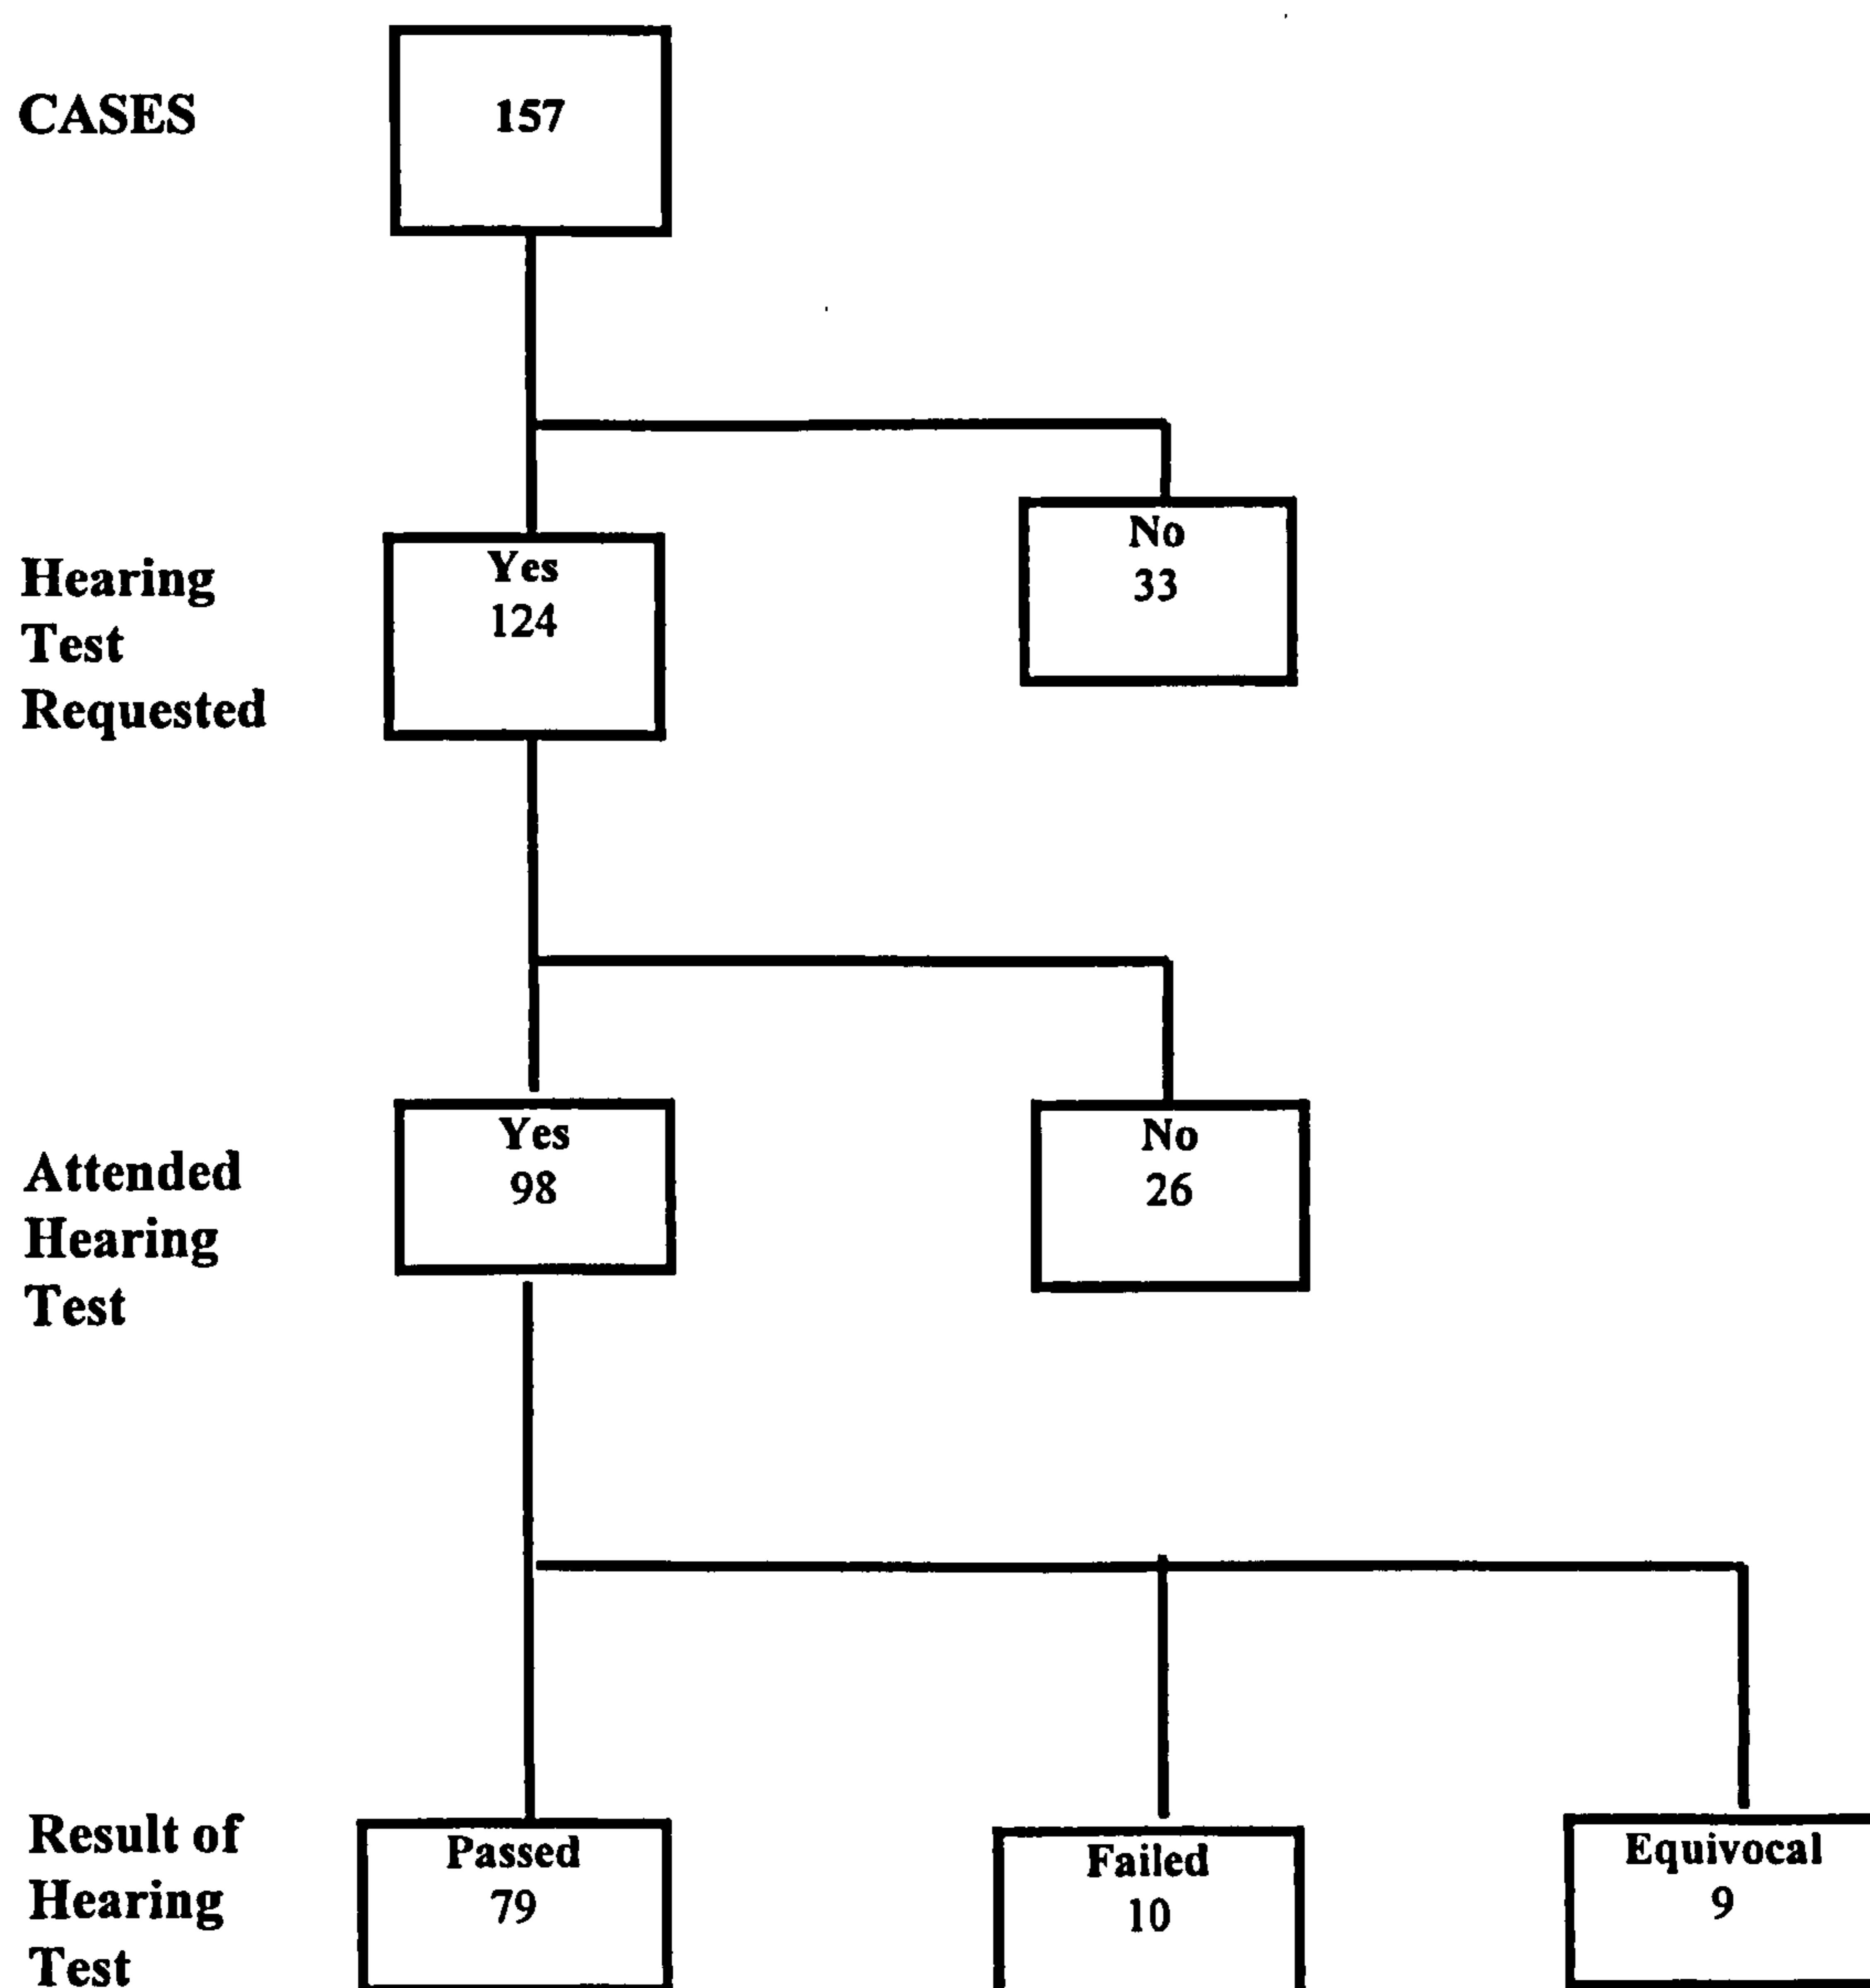 CASES
157
Hearing
Test
Requested
Yes
124
No
33
Attended
Hearing
Test
Yes
98
No
26
Result of
Hearing
Test
Passed
79
Failed
10
Equivocal
9